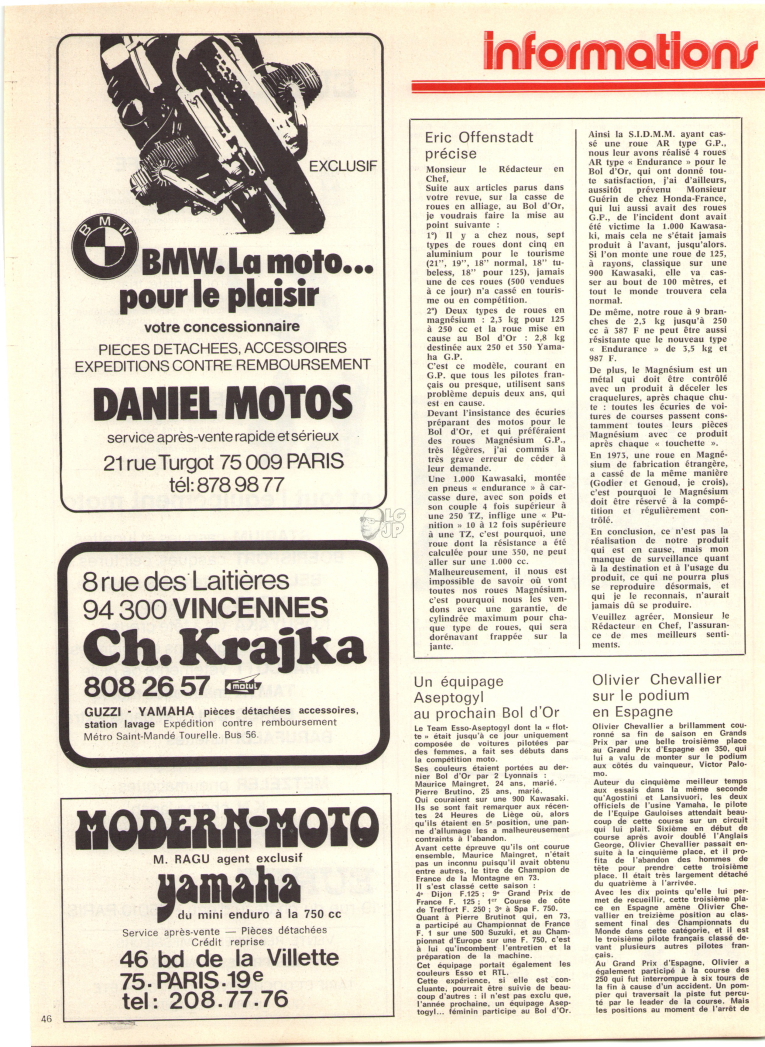 informations
EXCLUSIF
BMW
BMW. La moto...
pour le plaisir
votre concessionnaire
PIECES DETACHEES, ACCESSOIRES
EXPEDITIONS CONTRE REMBOURSEMENT
DANIEL MOTOS
service après-vente rapide et sérieux
21 rue Turgot 75 009 PARIS
tél: 878 98 77
LG
JP
8 rue des Laitières
94 300 VINCENNES
Ch. Krajka
808 26 57 motul
GUZZI - YAMAHA pièces détachées accessoires,
station lavage Expédition contre remboursement
Métro Saint-Mandé Tourelle. Bus 56.
MODERN-MOTO
M. RAGU agent exclusif
yamaha
du mini enduro à la 750 cc
Service après-vente — Pièces détachées
Crédit reprise
46 bd de la Villette
75. PARIS.19e
tel: 208.77.76
46
Eric Offenstadt
précise
Monsieur le Rédacteur en
Chef,
Suite aux articles parus dans
votre revue, sur la casse de
roues en alliage, au Bol d'Or,
je voudrais faire la mise au
point suivante :
1°) Il y a chez nous, sept
types de roues dont cinq en
aluminium pour le tourisme
(21", 19", 18" normal, 18" tu-
beless, 18" pour 125), jamais
une de ces roues (500 vendues
à ce jour) n'a cassé en touris-
me ou en compétition.
2°) Deux types de roues en
magnésium : 2,3 kg pour 125
à 250 cc et la roue mise en
cause au Bol d'Or : 2,8 kg
destinée aux 250 et 350 Yama-
ha G.P.
C'est ce modèle, courant en
G.P. que tous les pilotes fran-
çais ou presque, utilisent sans
problème depuis deux ans, qui
est en cause.
Devant l'insistance des écuries
préparant des motos pour le
Bol d'Or, et qui préféraient
des roues Magnésium G.P.,
très légères, j'ai commis la
très grave erreur de céder à
leur demande.
Une 1.000 Kawasaki, montée
en pneus « endurance » à car-
casse dure, avec son poids et
son couple 4 fois supérieur à
une 250 TZ, inflige une « Pu-
nition » 10 à 12 fois supérieure
à une TZ, c'est pourquoi, une
roue dont la résistance a été
calculée pour une 350, ne peut
aller sur une 1.000 cc.
Malheureusement, il nous est
impossible de savoir où vont
toutes nos roues Magnésium,
c'est pourquoi nous les ven-
dons avec une garantie, de
cylindrée maximum pour cha-
que type de roues, qui sera
dorénavant frappée sur la
jante.
Ainsi la S.I.D.M.M. ayant cas-
sé une roue AR type G.P.,
nous leur avons réalisé 4 roues
AR type « Endurance » pour le
Bol d'Or, qui ont donné tou-
te satisfaction, j'ai d'ailleurs,
aussitôt prévenu Monsieur
Guérin de chez Honda-France,
qui lui aussi avait des roues
G.P., de l'incident dont avait
été victime la 1.000 Kawasa-
ki, mais cela ne s'était jamais
produit à l'avant, jusqu'alors.
Si l'on monte une roue de 125,
à rayons, classique sur une
900 Kawasaki, elle va cas-
ser au bout de 100 mètres, et
tout le monde trouvera cela
normal.
De même, notre roue à 9 bran-
ches de 2,3 kg jusqu'à 250
cc à 387 F ne peut être aussi
résistante que le nouveau type
« Endurance » de 3,5 kg et
987 F.
De plus, le Magnésium est un
métal qui doit être contrôlé
avec un produit à déceler les
craquelures, après chaque chu-
te : toutes les écuries de voi-
tures de courses passent cons-
tamment toutes leurs pièces
Magnésium avec ce produit
après chaque « touchette ».
En 1973, une roue en Magné-
sium de fabrication étrangère,
a cassé de la même manière
(Godier et Genoud, je crois),
c'est pourquoi le Magnésium
doit être réservé à la compé-
tition et régulièrement con-
trôlé.
En conclusion, ce n'est pas la
réalisation de notre produit
qui est en cause, mais mon
manque de surveillance quant
à la destination et à l'usage du
produit, ce qui ne pourra plus
se reproduire désormais, et
qui je le reconnais, n'aurait
jamais dû se produire.
Veuillez agréer, Monsieur le
Rédacteur en Chef, l'assuran-
ce de mes meilleurs senti-
ments.
Un équipage
Aseptogyl
au prochain Bol d'Or
Le Team Esso-Aseptogyl dont la « flot-
te » était jusqu'à ce jour uniquement
composée de voitures pilotées par
des femmes, a fait ses débuts dans
la compétition moto.
Ses couleurs étaient portées au der-
nier Bol d'Or par 2 Lyonnais :
Maurice Maingret, 24 ans, marié.
Pierre Brutino, 25 ans, marié.
Qui couraient sur une 900 Kawasaki.
Ils se sont fait remarquer aux récen-
tes 24 Heures de Liège où, alors
qu'ils étaient en 5e position, une pan-
ne d'allumage les a malheureusement
contraints à l'abandon.
Avant cette épreuve qu'ils ont courue
ensemble, Maurice Maingret, n'était
pas un inconnu puisqu'il avait obtenu
entre autres, le titre de Champion de
France de la Montagne en 73.
Il s'est classé cette saison :
4e Dijon F.125 ; 9e Grand Prix de
France F. 125 ; 1er Course de côte
de Treffort F. 250 ; 3e à Spa F. 750.
Quant à Pierre Brutinot qui, en 73,
a participé au Championnat de France
F. 1 sur une 500 Suzuki, et au Cham-
pionnat d'Europe sur une F. 750, c'est
à lui qu'incombent l'entretien et la
préparation de la machine.
Cet équipage portait également les
couleurs Esso et RTL.
Cette expérience, si elle est con-
cluante, pourrait être suivie de beau-
coup d'autres : il n'est pas exclu que,
l'année prochaine, un équipage Asep-
togyl... féminin participe au Bol d'Or.
Olivier Chevallier
sur le podium
en Espagne
Olivier Chevallier a brillamment cou-
ronné sa fin de saison en Grands
Prix par une belle troisième place
au Grand Prix d'Espagne en 350, qui
lui a valu de monter sur le podium
aux côtés du vainqueur, Victor Palo-
mo.
Auteur du cinquième meilleur temps
aux essais dans la même seconde
qu'Agostini et Lansivuori, les deux
officiels de l'usine Yamaha, le pilote
de l'Equipe Gauloises attendait beau-
coup de cette course sur un circuit
qui lui plait. Sixième en début de
course après avoir doublé l'Anglais
George, Olivier Chevallier passait en-
suite à la cinquième place, et il pro-
fita de l'abandon des hommes de
tête pour prendre cette troisième
place. Il était très largement détaché
du quatrième à l'arrivée.
Avec les dix points qu'elle lui per-
met de recueillir, cette troisième pla-
ce en Espagne amène Olivier Che-
vallier en treizième position au clas-
sement final des Championnats du
Monde dans cette catégorie, et il est
le troisième pilote français classé de-
vant plusieurs autres pilotes fran-
çais.
Au Grand Prix d'Espagne, Olivier a
également participé à la course des
250 qui fut interrompue à six tours de
la fin à cause d'un accident. Un pom-
pier qui traversait la piste fut percu-
té par le leader de la course. Mais
les positions au moment de l'arrêt de